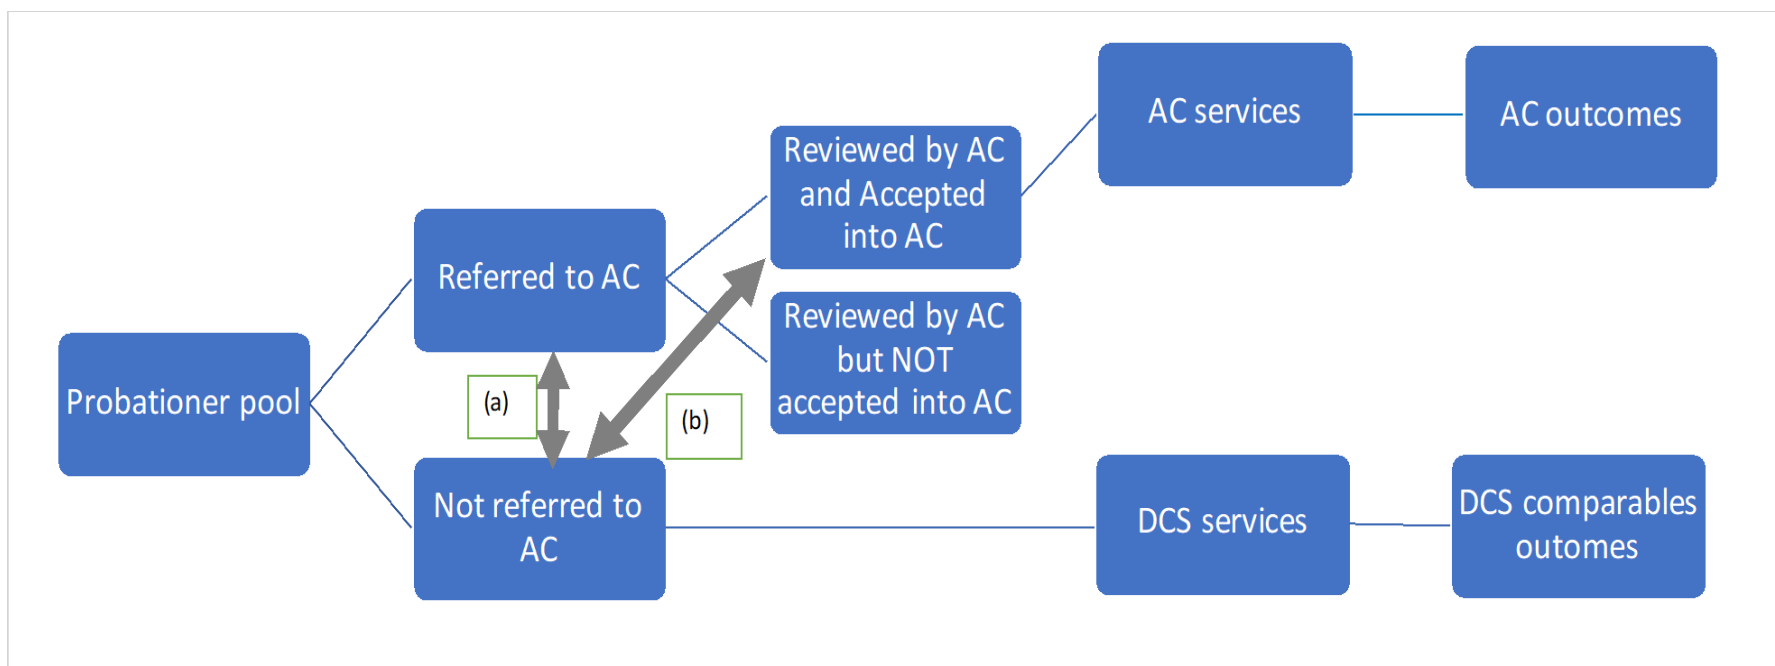 Probationer pool
Referred to AC
Not referred to
AC
(a)
(b)
Reviewed by AC
and Accepted
into AC
Reviewed by AC
but NOT
accepted into AC
AC services
AC outcomes
DCS services
DCS comparables
outomes